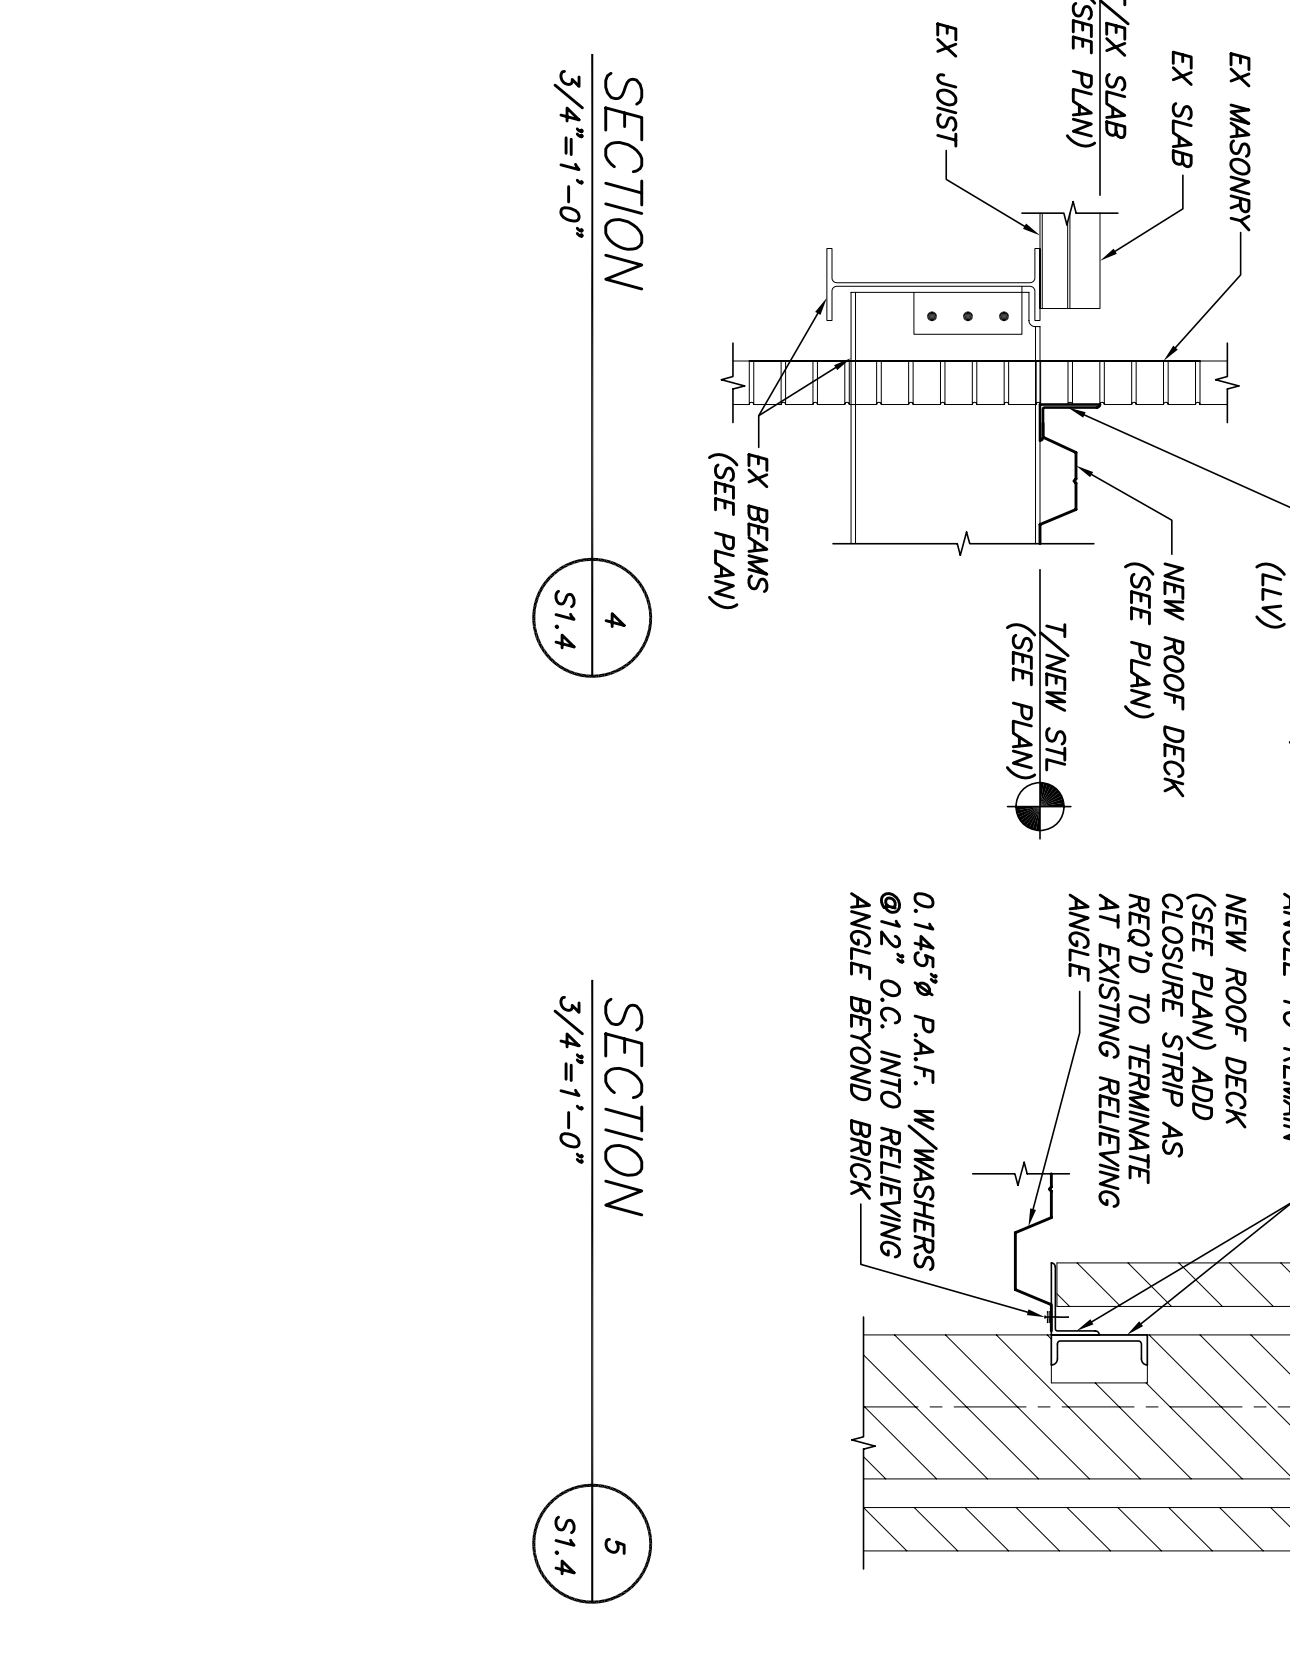 (LLV)
EX MASONRY
EX SLAB
T/EX SLAB
(SEE PLAN)
EX JOIST
NEW ROOF DECK
(SEE PLAN)
T/NEW STL
(SEE PLAN)
EX BEAMS
(SEE PLAN)
SECTION
3/4"=1'-0"
4
S1.4
ANGLE TO REMAIN
NEW ROOF DECK
(SEE PLAN) ADD
CLOSURE STRIP AS
REQ'D TO TERMINATE
AT EXISTING RELIEVING
ANGLE
0.145"ø P.A.F. W/WASHERS
@12" O.C. INTO RELIEVING
ANGLE BEYOND BRICK
SECTION
3/4"=1'-0"
5
S1.4